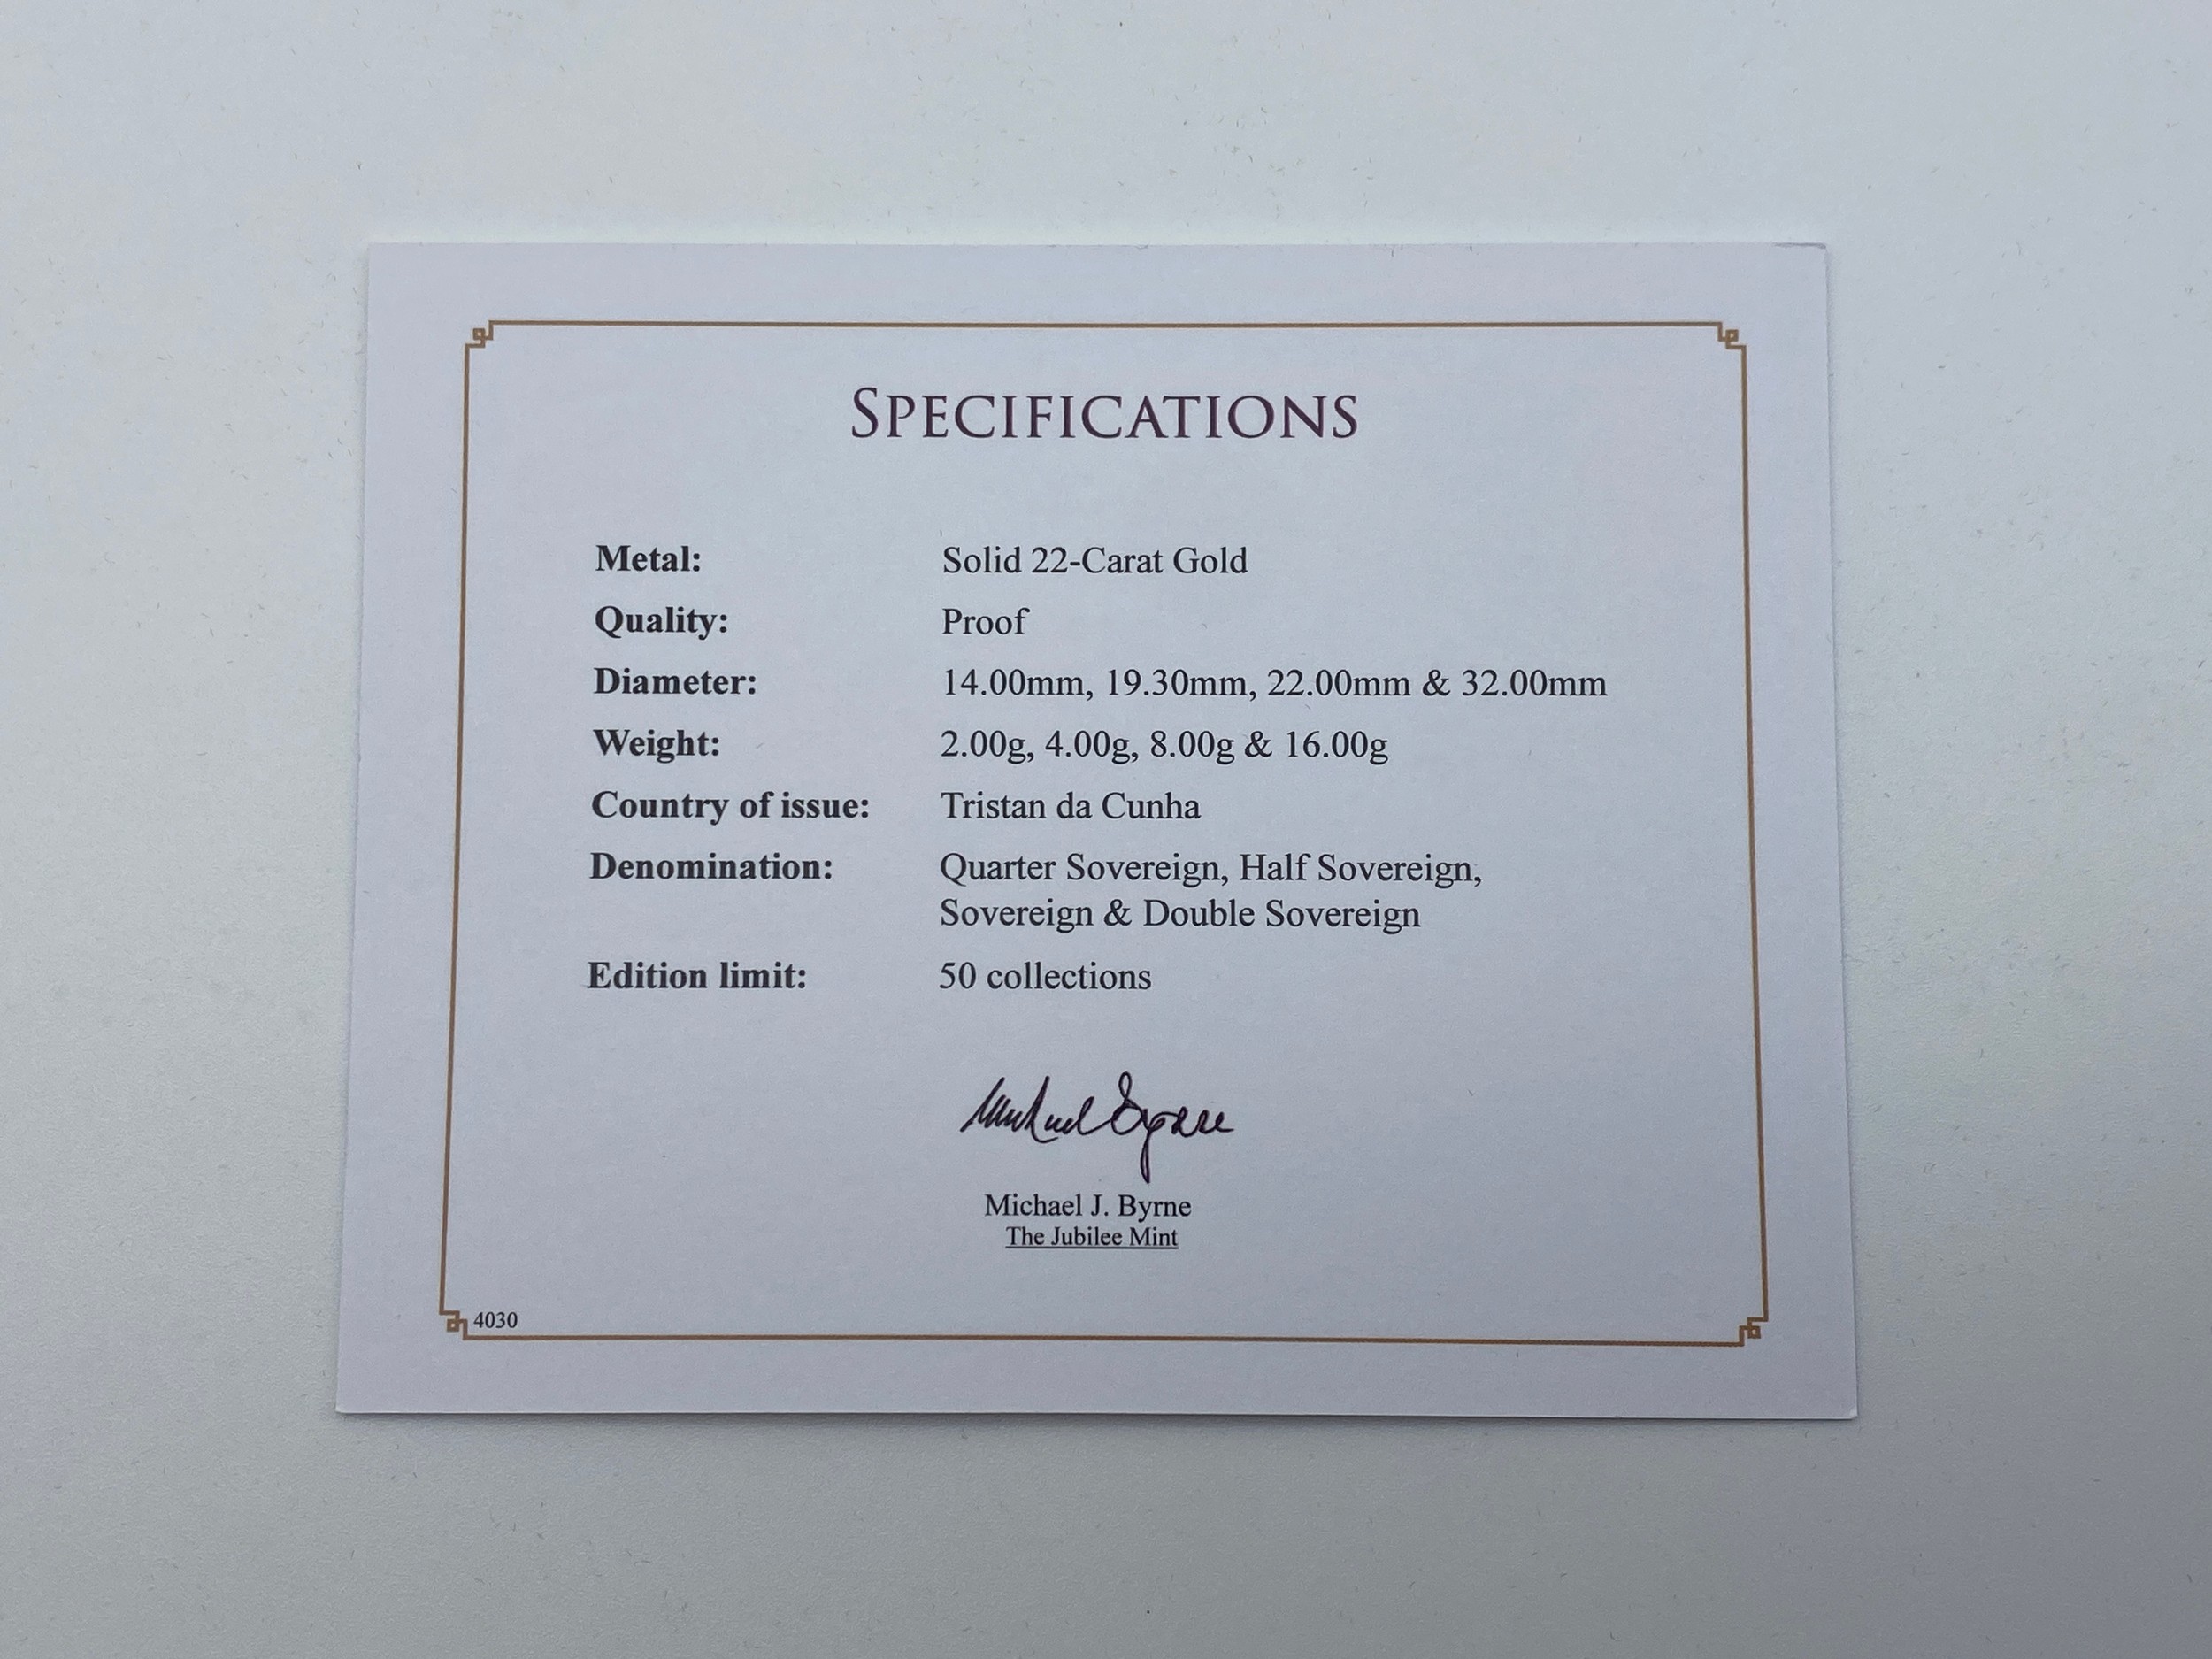 SPECIFICATIONS
Metal: Solid 22-Carat Gold
Quality: Proof
Diameter: 14.00mm, 19.30mm, 22.00mm & 32.00mm
Weight: 2.00g, 4.00g, 8.00g & 16.00g
Country of issue: Tristan da Cunha
Denomination: Quarter Sovereign, Half Sovereign,
Sovereign & Double Sovereign
Edition limit: 50 collections
Michael Byrne
Michael J. Byrne
The Jubilee Mint
4030